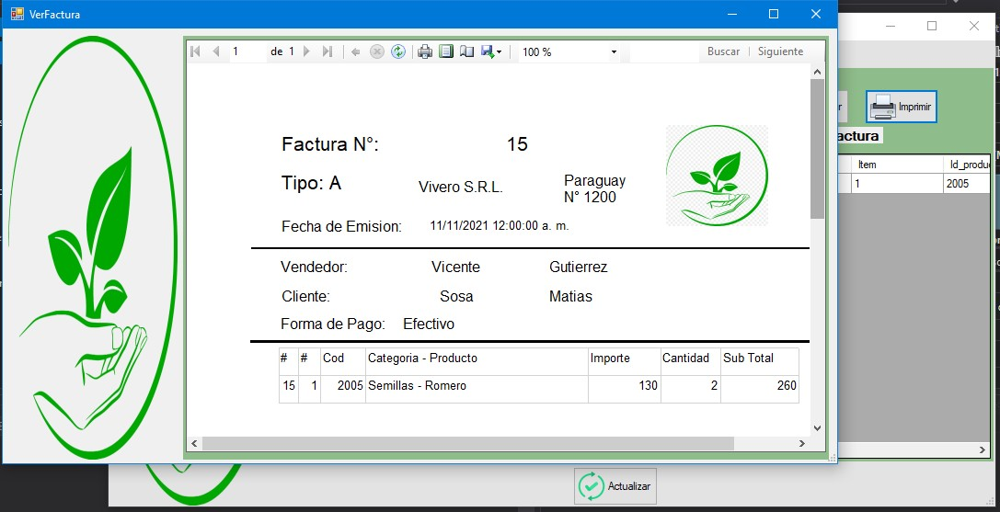 VerFactura
1 de 1 100 % Buscar Siguiente
Imprimir
Factura N°: 15
Tipo: A Vivero S.R.L. Paraguay
N° 1200
Fecha de Emision: 11/11/2021 12:00:00 a. m.
Vendedor: Vicente Gutierrez
Cliente: Sosa Matias
Forma de Pago: Efectivo
# # Cod Categoria - Producto Importe Cantidad Sub Total
15 1 2005 Semillas - Romero 130 2 260
actura
Item Id_produc
1 2005
Actualizar